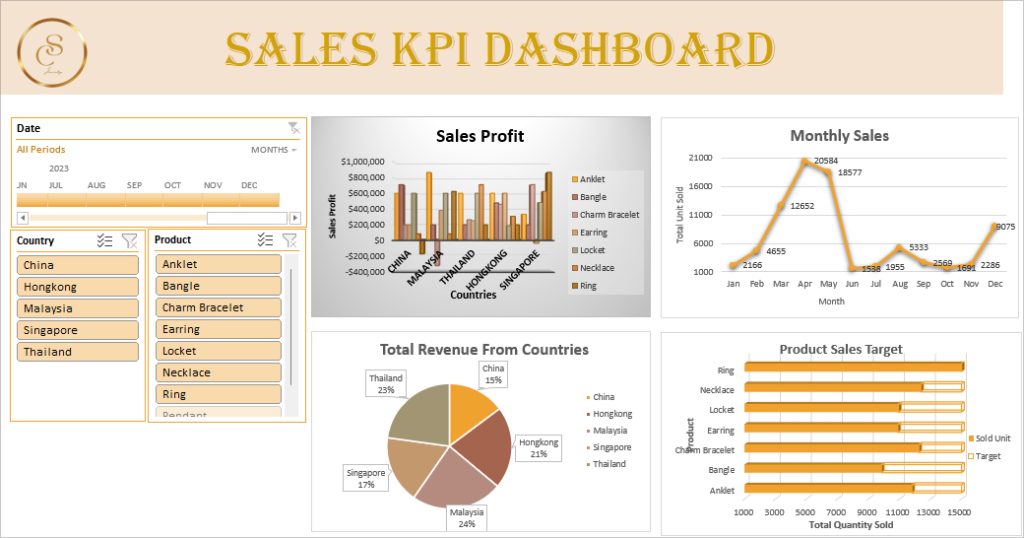 SC
SALES KPI DASHBOARD
Date
All Periods
MONTHS
2023
JN JUL AUG SEP OCT NOV DEC
Country
China
Hongkong
Malaysia
Singapore
Thailand
Product
Anklet
Bangle
Charm Bracelet
Earring
Locket
Necklace
Ring
Pendant
Sales Profit
$1,000,000
$800,000
$600,000
$400,000
$200,000
$0
-$200,000
-$400,000
Sales Profit
CHINA
MALAYSIA
THAILAND
HONGKONG
SINGAPORE
Countries
Anklet
Bangle
Charm Bracelet
Earring
Locket
Necklace
Ring
Monthly Sales
21000
16000
11000
6000
1000
Total Unit Sold
2166
4655
12652
20584
18577
1538
1955
5333
2569
1691
2286
9075
Jan Feb Mar Apr May Jun Jul Aug Sep Oct Nov Dec
Month
Total Revenue From Countries
China
15%
Hongkong
21%
Malaysia
24%
Singapore
17%
Thailand
23%
China
Hongkong
Malaysia
Singapore
Thailand
Product Sales Target
Product
Ring
Necklace
Locket
Earring
Charm Bracelet
Bangle
Anklet
1000 3000 5000 7000 9000 11000 13000 15000
Total Quantity Sold
Sold Unit
Target